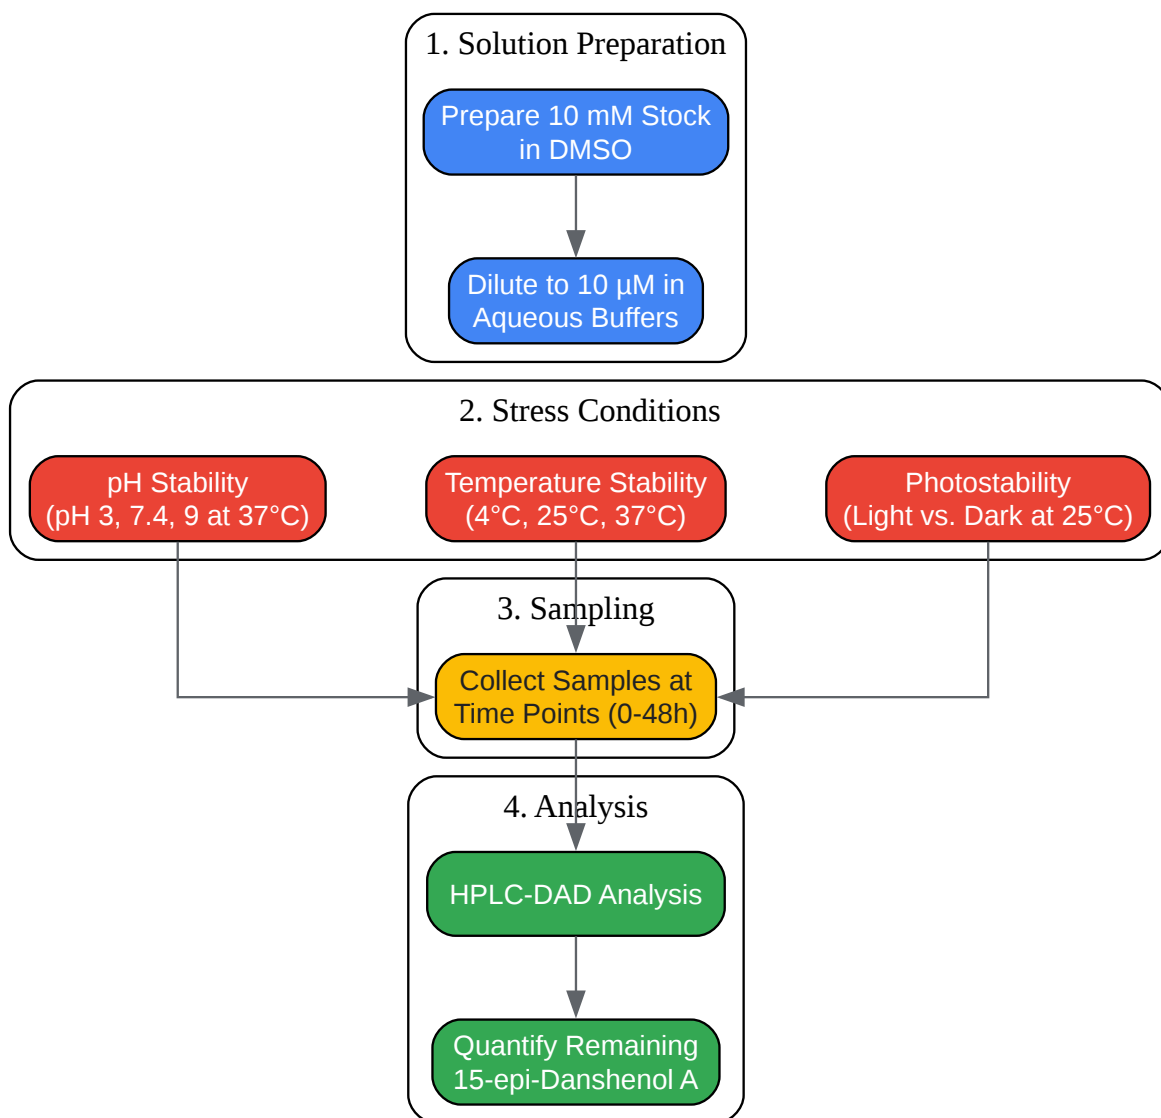 1. Solution Preparation
Prepare 10 mM Stock
in DMSO
Dilute to 10 µM in
Aqueous Buffers
2. Stress Conditions
pH Stability
(pH 3, 7.4, 9 at 37°C)
Temperature Stability
(4°C, 25°C, 37°C)
Photostability
(Light vs. Dark at 25°C)
3. Sampling
Collect Samples at
Time Points (0-48h)
4. Analysis
HPLC-DAD Analysis
Quantify Remaining
15-epi-Danshenol A